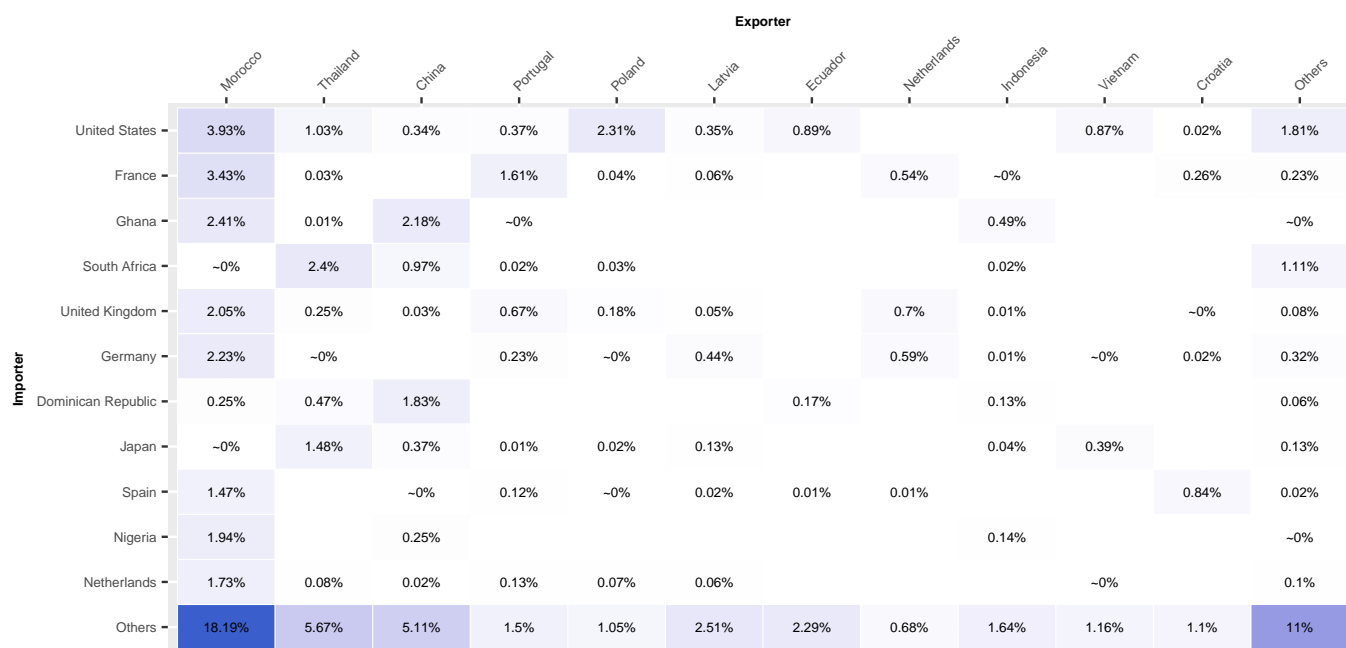 Exporter
Morocco Thailand China Portugal Poland Latvia Ecuador Netherlands Indonesia Vietnam Croatia Others
United States 3.93% 1.03% 0.34% 0.37% 2.31% 0.35% 0.89% 0.87% 0.02% 1.81%
France 3.43% 0.03% 1.61% 0.04% 0.06% 0.54% ~0% 0.26% 0.23%
Ghana 2.41% 0.01% 2.18% ~0% 0.49% ~0%
South Africa ~0% 2.4% 0.97% 0.02% 0.03% 0.02% 1.11%
United Kingdom 2.05% 0.25% 0.03% 0.67% 0.18% 0.05% 0.7% 0.01% ~0% 0.08%
Germany 2.23% ~0% 0.23% ~0% 0.44% 0.59% 0.01% ~0% 0.02% 0.32%
Importer
Dominican Republic 0.25% 0.47% 1.83% 0.17% 0.13% 0.06%
Japan ~0% 1.48% 0.37% 0.01% 0.02% 0.13% 0.04% 0.39% 0.13%
Spain 1.47% ~0% 0.12% ~0% 0.02% 0.01% 0.01% 0.84% 0.02%
Nigeria 1.94% 0.25% 0.14% ~0%
Netherlands 1.73% 0.08% 0.02% 0.13% 0.07% 0.06% ~0% 0.1%
Others 18.19% 5.67% 5.11% 1.5% 1.05% 2.51% 2.29% 0.68% 1.64% 1.16% 1.1% 11%